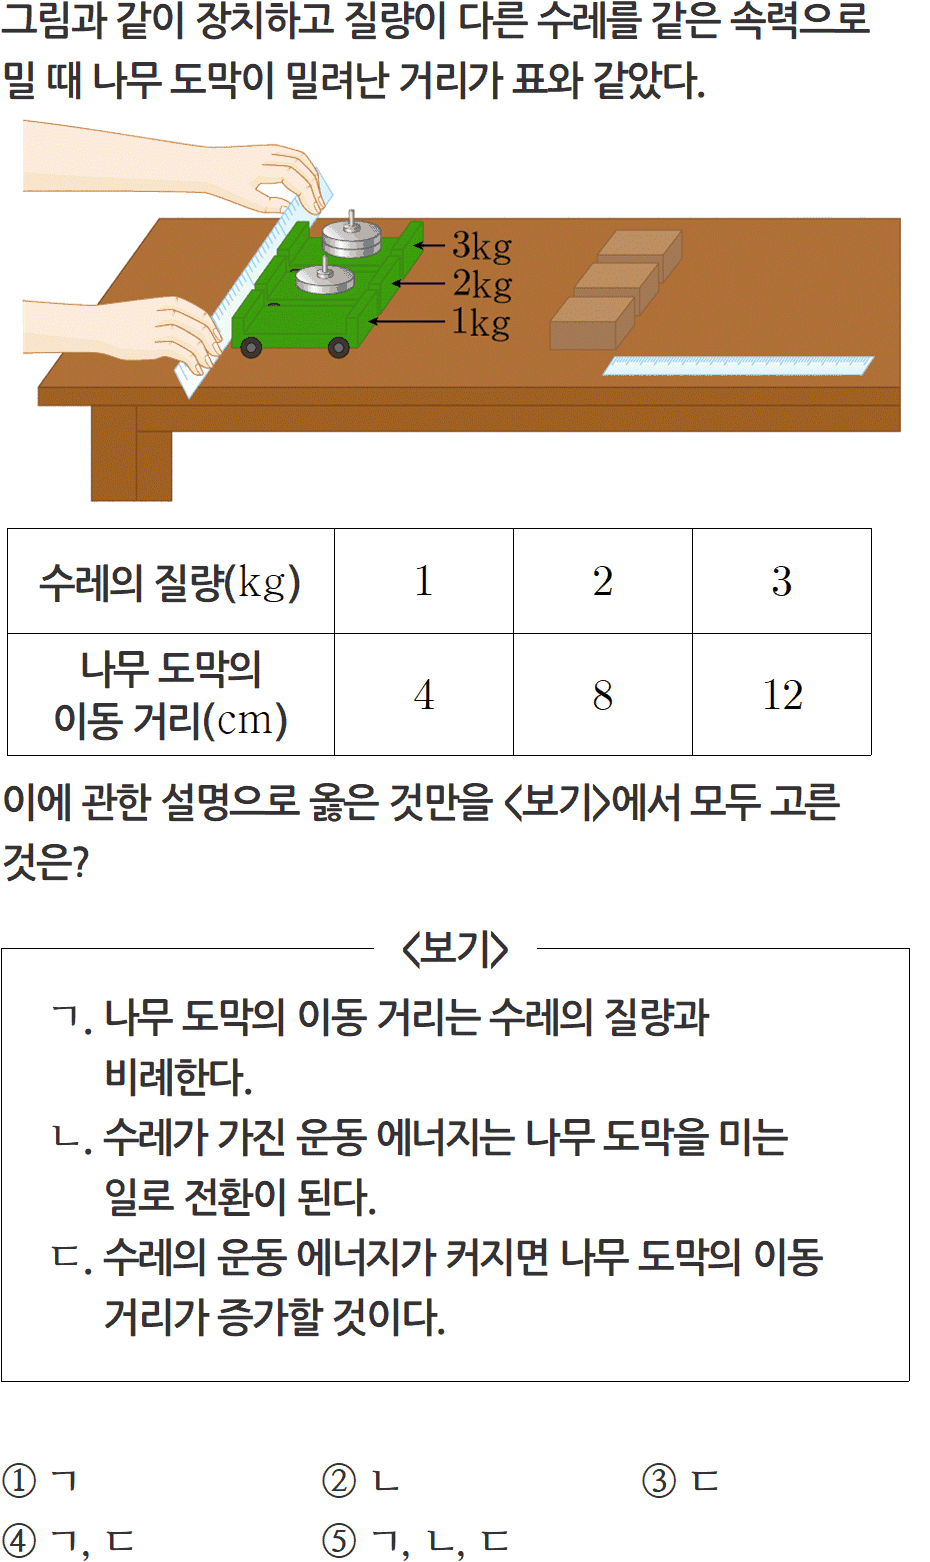 그림과 같이 장치하고 질량이 다른 수레를 같은 속력으로
밀 때 나무 도막이 밀려난 거리가 표와 같았다.
3kg
2kg
1kg
수레의 질량(kg) 1 2 3
나무 도막의
이동 거리(cm) 4 8 12
이에 관한 설명으로 옳은 것만을 <보기>에서 모두 고른
것은?
<보기>
ㄱ. 나무 도막의 이동 거리는 수레의 질량과
비례한다.
ㄴ. 수레가 가진 운동 에너지는 나무 도막을 미는
일로 전환이 된다.
ㄷ. 수레의 운동 에너지가 커지면 나무 도막의 이동
거리가 증가할 것이다.
① ㄱ ② ㄴ ③ ㄷ
④ ㄱ, ㄷ ⑤ ㄱ, ㄴ, ㄷ